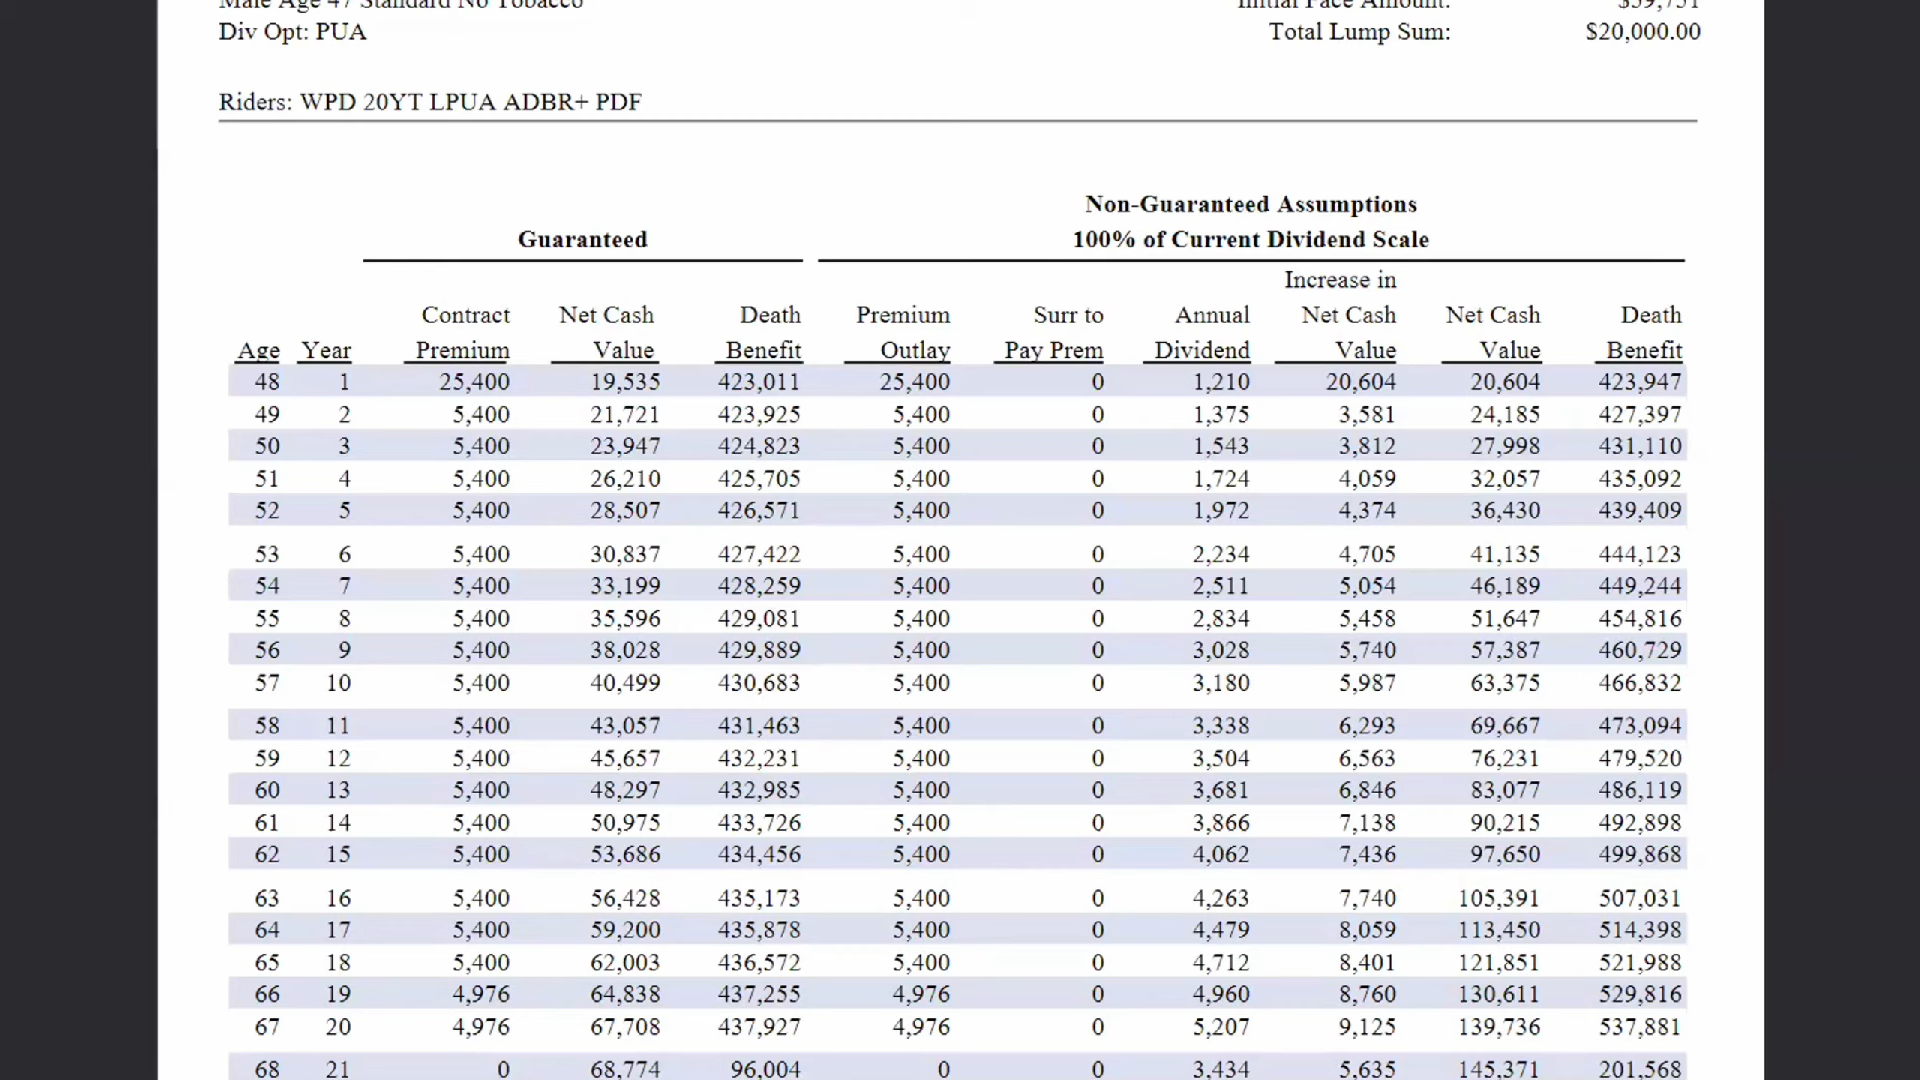 Male Age 47 Standard No Tobacco Initial Face Amount: $59,751
Div Opt: PUA Total Lump Sum: $20,000.00
Riders: WPD 20YT LPUA ADBR+ PDF
Non-Guaranteed Assumptions
Guaranteed 100% of Current Dividend Scale
Increase in
Contract Net Cash Death Premium Surr to Annual Net Cash Net Cash Death
Age Year Premium Value Benefit Outlay Pay Prem Dividend Value Value Benefit
48 1 25,400 19,535 423,011 25,400 0 1,210 20,604 20,604 423,947
49 2 5,400 21,721 423,925 5,400 0 1,375 3,581 24,185 427,397
50 3 5,400 23,947 424,823 5,400 0 1,543 3,812 27,998 431,110
51 4 5,400 26,210 425,705 5,400 0 1,724 4,059 32,057 435,092
52 5 5,400 28,507 426,571 5,400 0 1,972 4,374 36,430 439,409
53 6 5,400 30,837 427,422 5,400 0 2,234 4,705 41,135 444,123
54 7 5,400 33,199 428,259 5,400 0 2,511 5,054 46,189 449,244
55 8 5,400 35,596 429,081 5,400 0 2,834 5,458 51,647 454,816
56 9 5,400 38,028 429,889 5,400 0 3,028 5,740 57,387 460,729
57 10 5,400 40,499 430,683 5,400 0 3,180 5,987 63,375 466,832
58 11 5,400 43,057 431,463 5,400 0 3,338 6,293 69,667 473,094
59 12 5,400 45,657 432,231 5,400 0 3,504 6,563 76,231 479,520
60 13 5,400 48,297 432,985 5,400 0 3,681 6,846 83,077 486,119
61 14 5,400 50,975 433,726 5,400 0 3,866 7,138 90,215 492,898
62 15 5,400 53,686 434,456 5,400 0 4,062 7,436 97,650 499,868
63 16 5,400 56,428 435,173 5,400 0 4,263 7,740 105,391 507,031
64 17 5,400 59,200 435,878 5,400 0 4,479 8,059 113,450 514,398
65 18 5,400 62,003 436,572 5,400 0 4,712 8,401 121,851 521,988
66 19 4,976 64,838 437,255 4,976 0 4,960 8,760 130,611 529,816
67 20 4,976 67,708 437,927 4,976 0 5,207 9,125 139,736 537,881
68 21 0 68,774 96,004 0 0 3,434 5,635 145,371 201,568